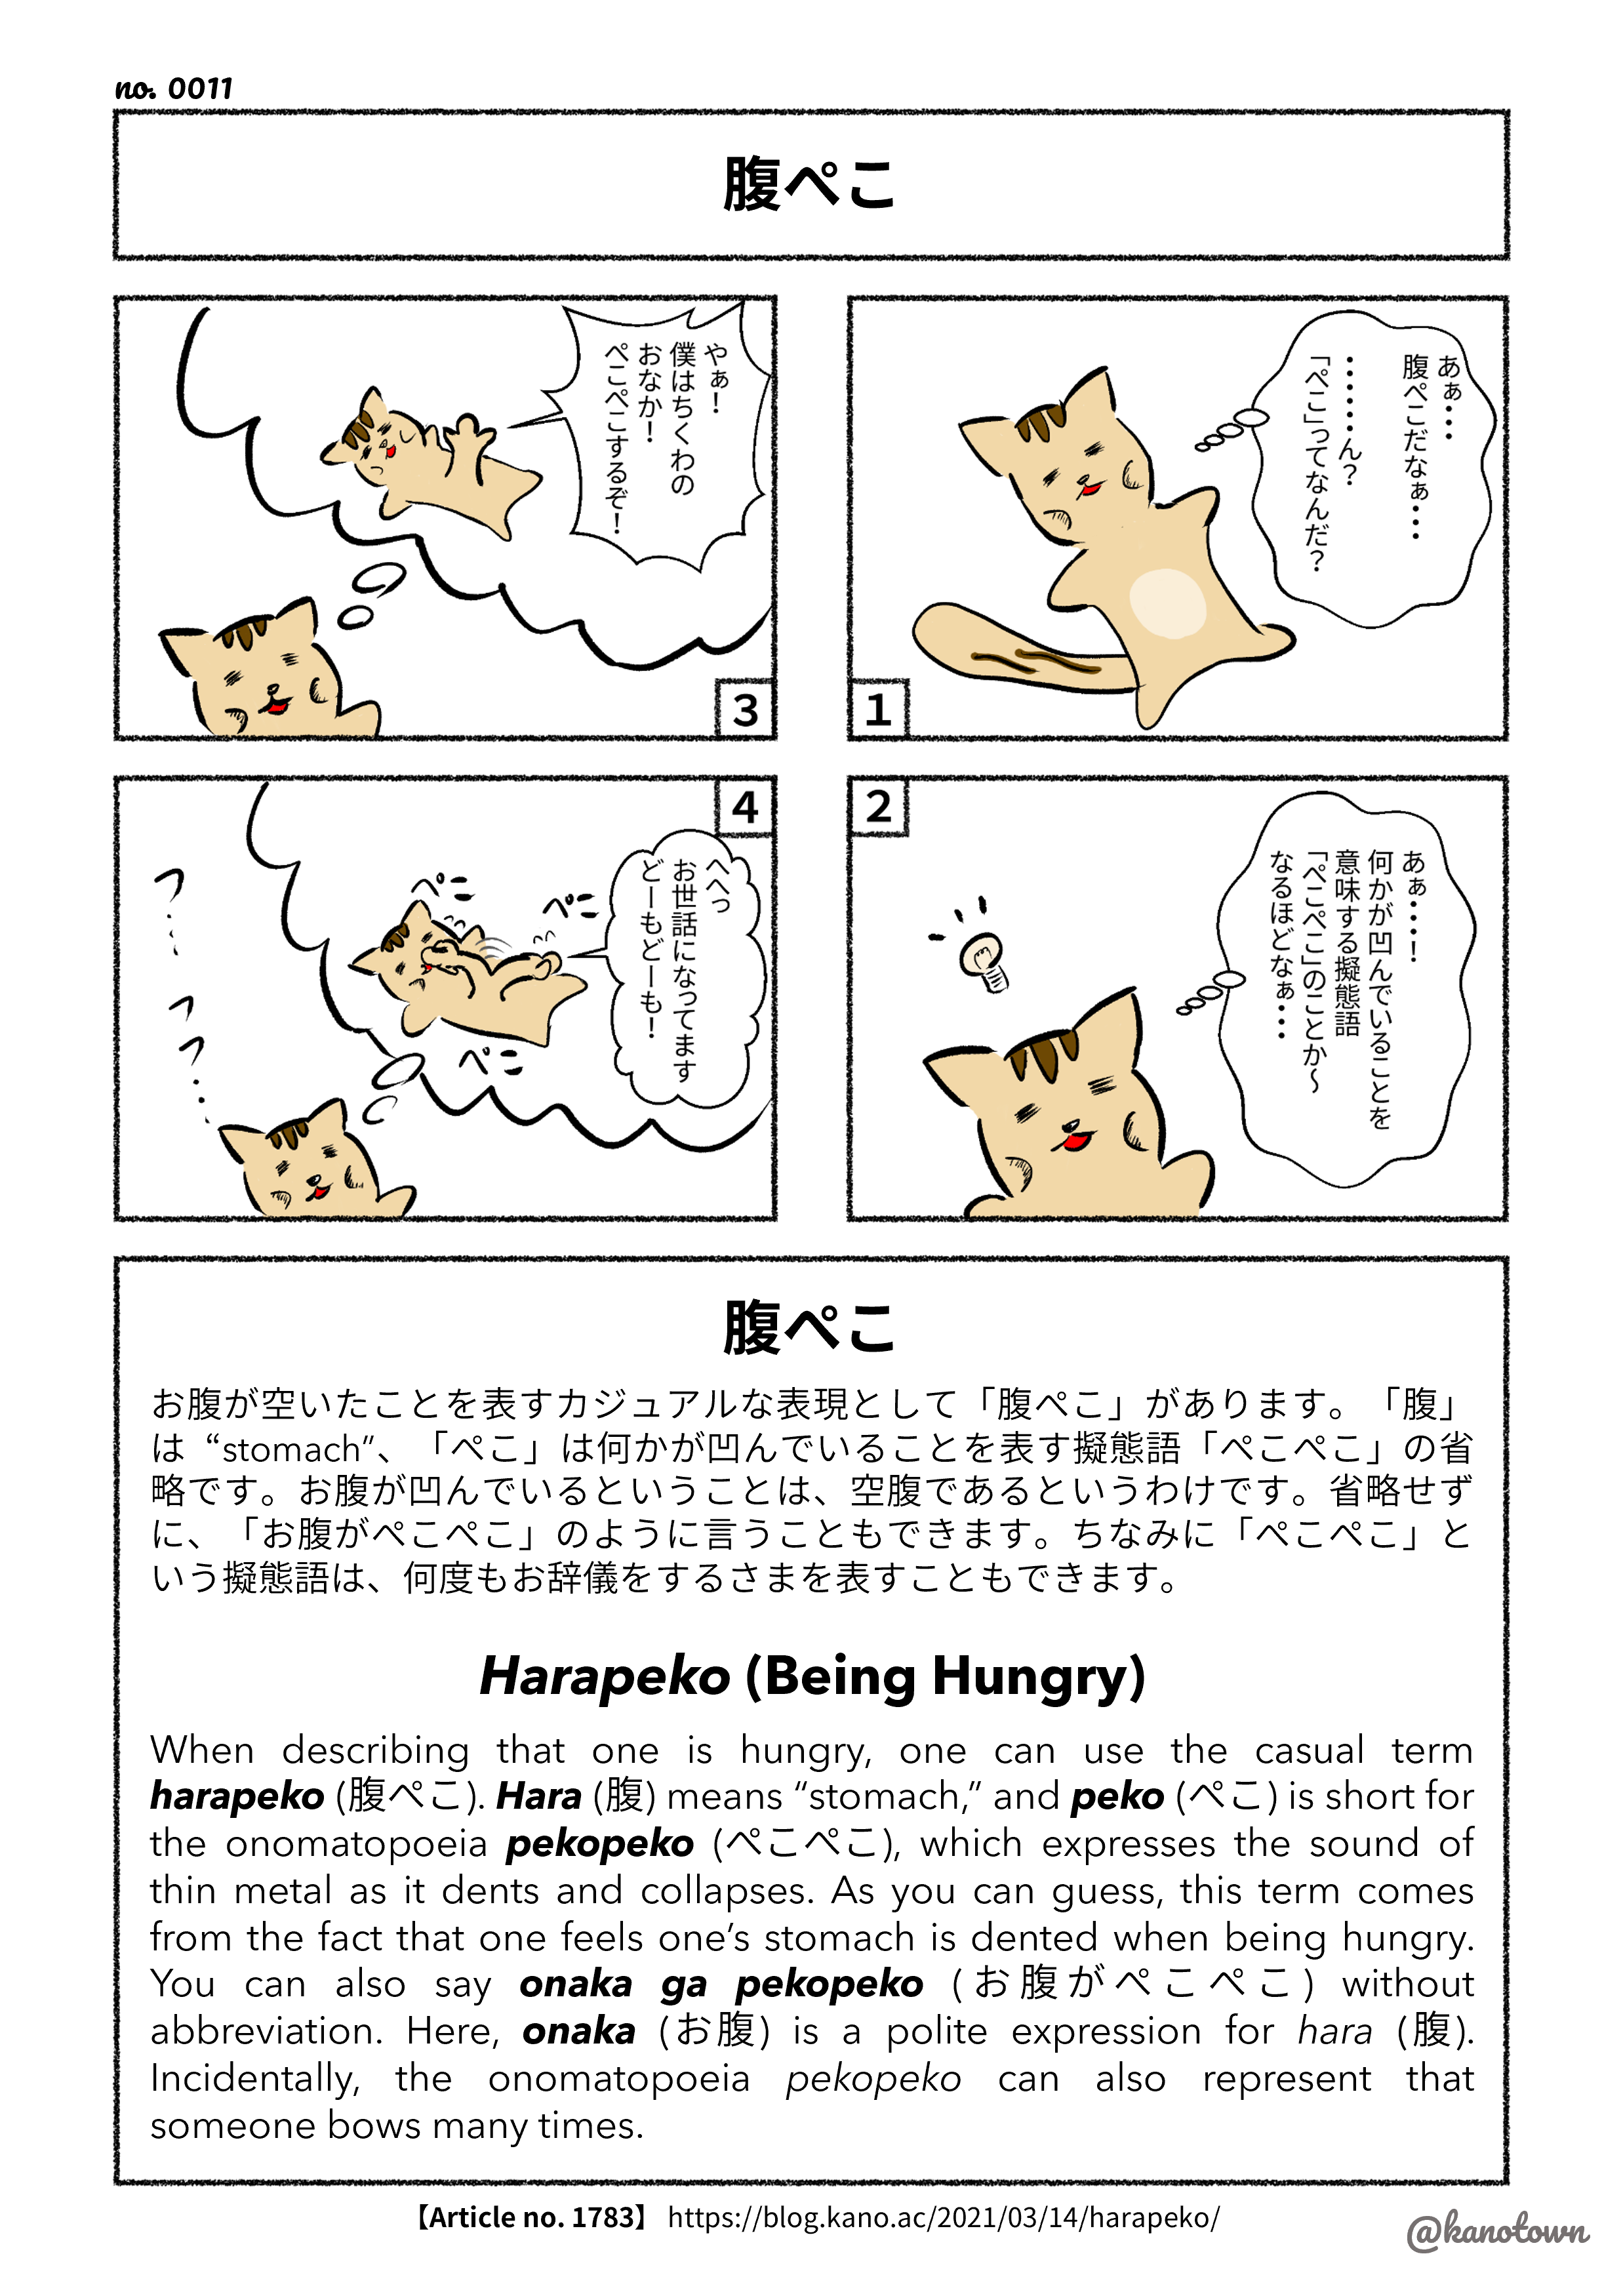 no. 0011
腹ぺこ
あぁ・・・
腹ぺこだなぁ・・・
・・・・・・ん？
「ぺこ」ってなんだ？
1
2
あぁ・・・！
何かが凹んでいることを
意味する擬態語
「ぺこぺこ」のことか〜
なるほどなぁ・・・
やぁ！
僕はちくわの
おなか！
ぺこぺこするぞ！
3
4
へへっ
お世話になってます
どーもどーも！
ぺこ
ぺこ
ぺこ
フ…
フフ…
腹ぺこ
お腹が空いたことを表すカジュアルな表現として「腹ぺこ」があります。「腹」
は “stomach”、「ぺこ」は何かが凹んでいることを表す擬態語「ぺこぺこ」の省
略です。お腹が凹んでいるということは、空腹であるというわけです。省略せず
に、「お腹がぺこぺこ」のように言うこともできます。ちなみに「ぺこぺこ」と
いう擬態語は、何度もお辞儀をするさまを表すこともできます。
Harapeko (Being Hungry)
When describing that one is hungry, one can use the casual term
harapeko (腹ぺこ). Hara (腹) means “stomach,” and peko (ぺこ) is short for
the onomatopoeia pekopeko (ぺこぺこ), which expresses the sound of
thin metal as it dents and collapses. As you can guess, this term comes
from the fact that one feels one’s stomach is dented when being hungry.
You can also say onaka ga pekopeko (お腹がぺこぺこ) without
abbreviation. Here, onaka (お腹) is a polite expression for hara (腹).
Incidentally, the onomatopoeia pekopeko can also represent that
someone bows many times.
【Article no. 1783】 https://blog.kano.ac/2021/03/14/harapeko/
@kanotown